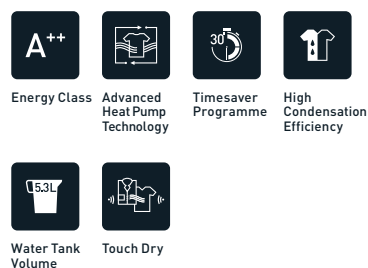 A++
30'
Energy Class
Advanced
Heat Pump
Technology
Timesaver
Programme
High
Condensation
Efficiency
5.3L
Water Tank
Volume
Touch Dry